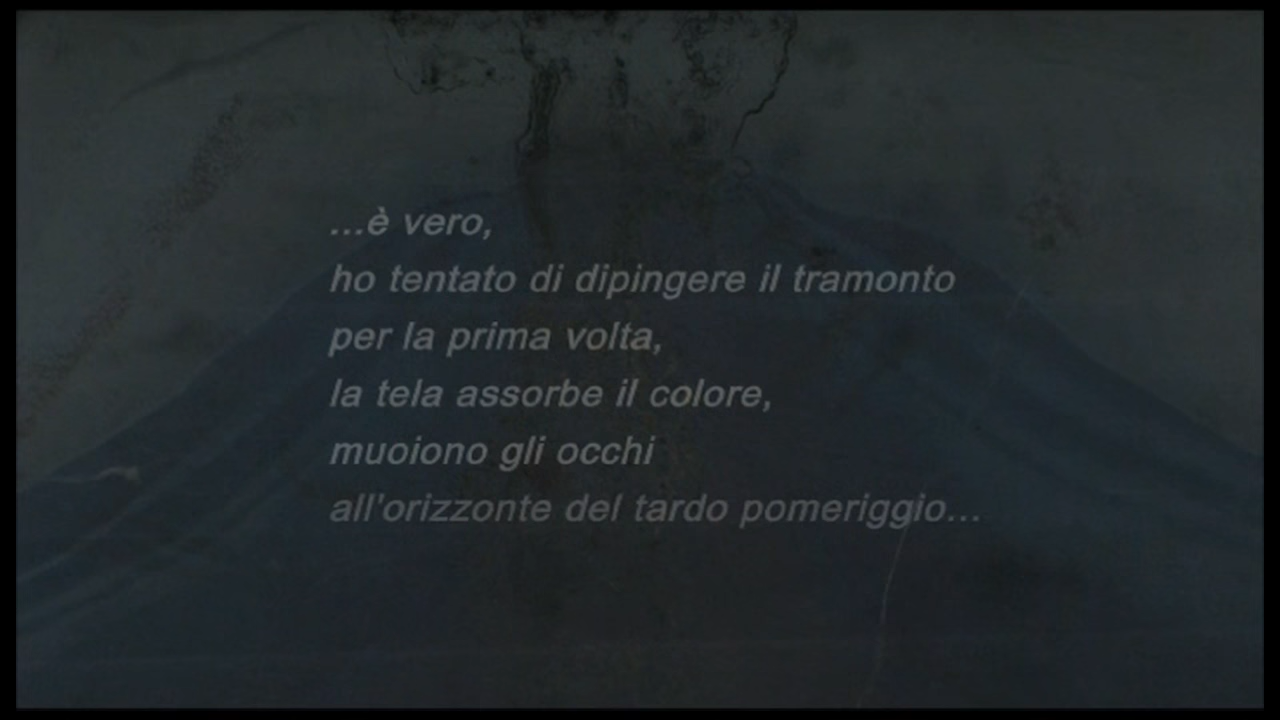 ...è vero,
ho tentato di dipingere il tramonto
per la prima volta,
la tela assorbe il colore,
muoiono gli occhi
all'orizzonte del tardo pomeriggio...